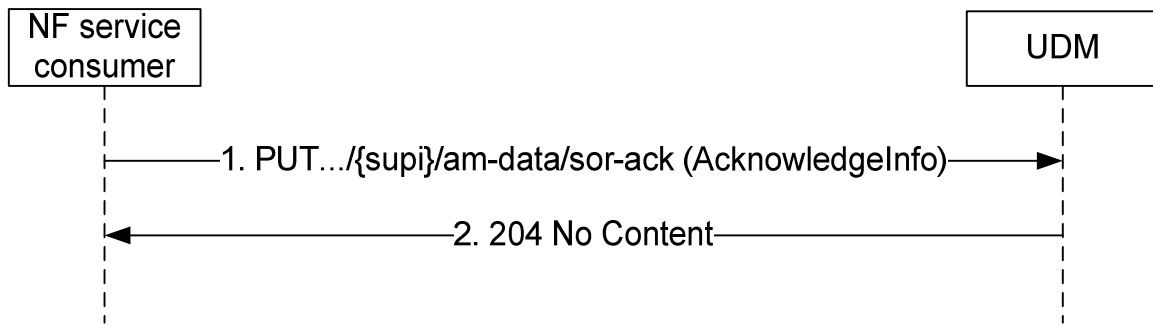 NF service
consumer
UDM
1. PUT.../{supi}/am-data/sor-ack (AcknowledgeInfo)
2. 204 No Content